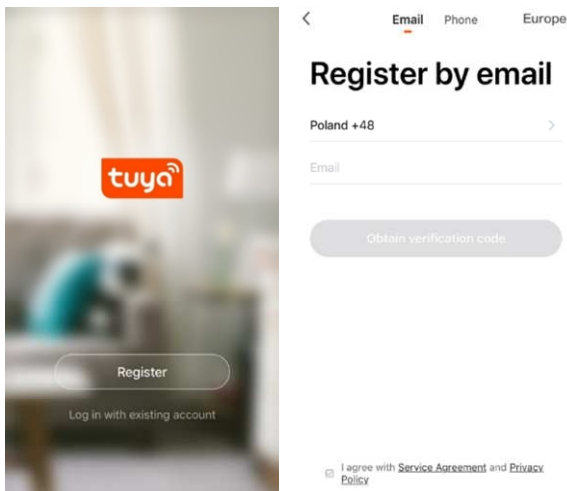 tuya
Register
Log in with existing account
Email Phone Europe
Register by email
Poland +48
Email
Obtain verification code
I agree with Service Agreement and Privacy
Policy